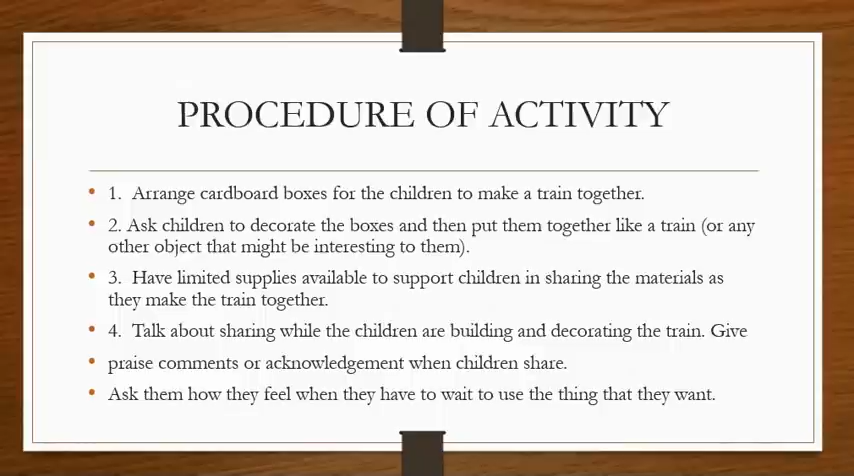 PROCEDURE OF ACTIVITY
• 1. Arrange cardboard boxes for the children to make a train together.
• 2. Ask children to decorate the boxes and then put them together like a train (or any
other object that might be interesting to them).
• 3. Have limited supplies available to support children in sharing the materials as
they make the train together.
• 4. Talk about sharing while the children are building and decorating the train. Give
• praise comments or acknowledgement when children share.
• Ask them how they feel when they have to wait to use the thing that they want.